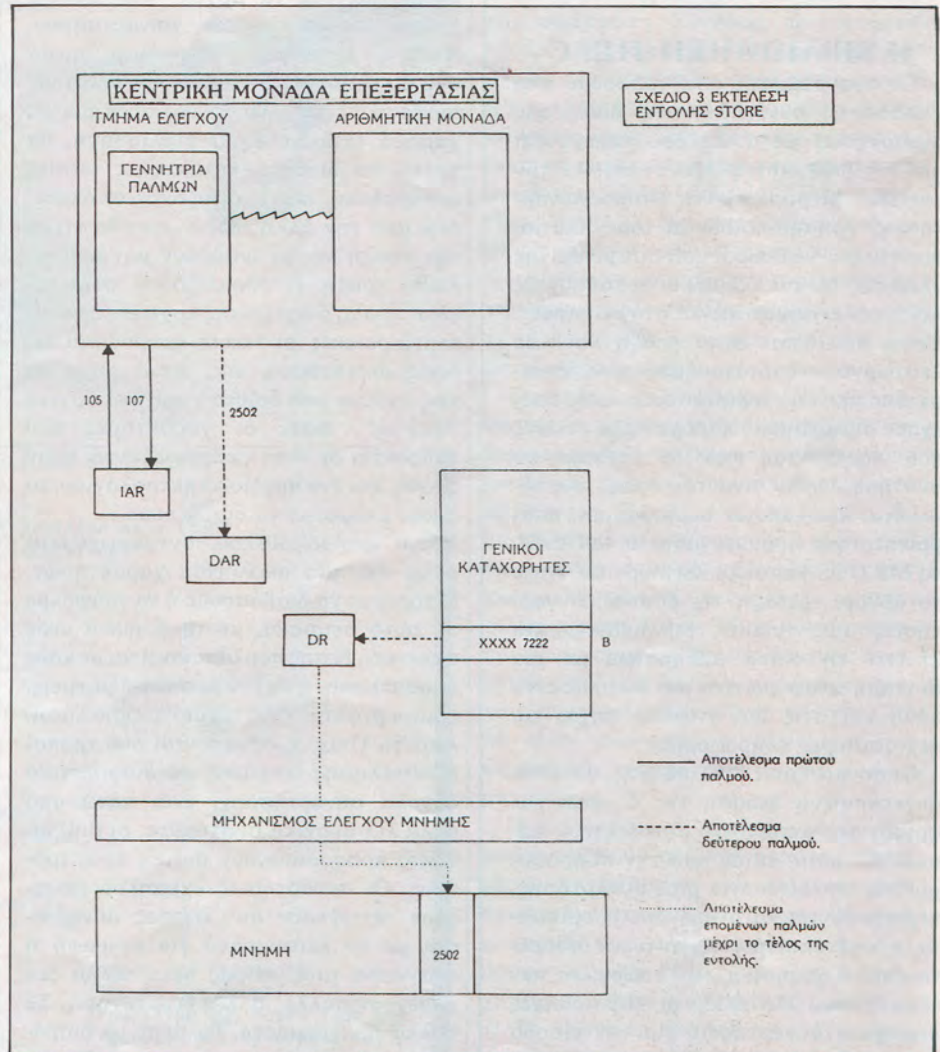 ΚΕΝΤΡΙΚΗ ΜΟΝΑΔΑ ΕΠΕΞΕΡΓΑΣΙΑΣ
ΤΜΗΜΑ ΕΛΕΓΧΟΥ
ΑΡΙΘΜΗΤΙΚΗ ΜΟΝΑΔΑ
ΣΧΕΔΙΟ 3 ΕΚΤΕΛΕΣΗ
ΕΝΤΟΛΗΣ STORE
ΓΕΝΝΗΤΡΙΑ
ΠΑΛΜΩΝ
105
107
2502
IAR
DAR
ΓΕΝΙΚΟΙ
ΚΑΤΑΧΩΡΗΤΕΣ
DR
XXXX
7222
B
Αποτέλεσμα πρώτου
παλμού.
ΜΗΧΑΝΙΣΜΟΣ ΕΛΕΓΧΟΥ ΜΝΗΜΗΣ
Αποτέλεσμα
δεύτερου παλμού.
ΜΝΗΜΗ
2502
Αποτέλεσμα
επομένων παλμών
μέχρι το τέλος της
εντολής.